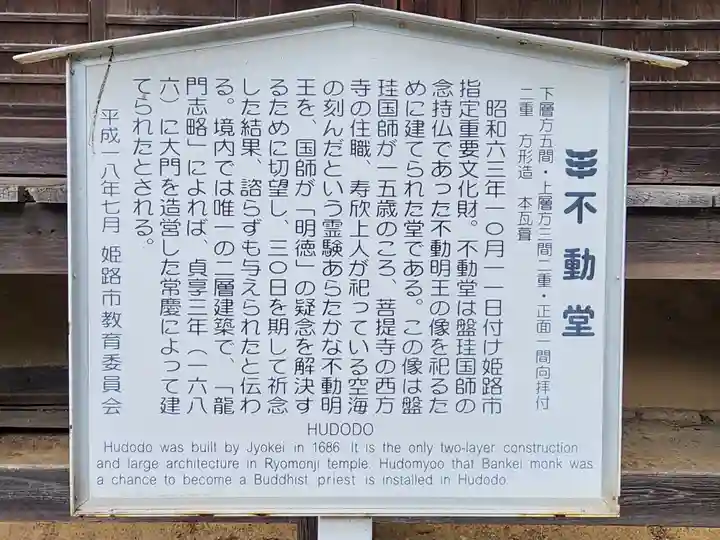 不動堂
下層方五間・上層方三間二重・正面一間向拝付
二重 方形造 本瓦葺
昭和六三年一〇月一一日付け姫路市
指定重要文化財。不動堂は盤珪国師の
念持仏であった不動明王の像を祀るた
めに建てられた堂である。この像は盤
珪国師が一五歳のころ、菩提寺の西方
寺の住職、寿欣上人が祀っている空海
の刻んだという霊験あらたかな不動明
王を、国師が「明徳」の疑念を解決す
るために切望し、三〇日を期して祈念
した結果、諮らずも与えられたと伝わ
る。境内では唯一の二層建築で、「龍
門志略」によれば、貞享三年（一六八
六）に大門を造営した常慶によって建
てられたとされる。
平成一八年七月 姫路市教育委員会
HUDODO
Hudodo was built by Jyokei in 1686. It is the only two-layer construction
and large architecture in Ryomonji temple. Hudomyoo that Bankei monk was
a chance to become a Buddhist priest is installed in Hudodo.